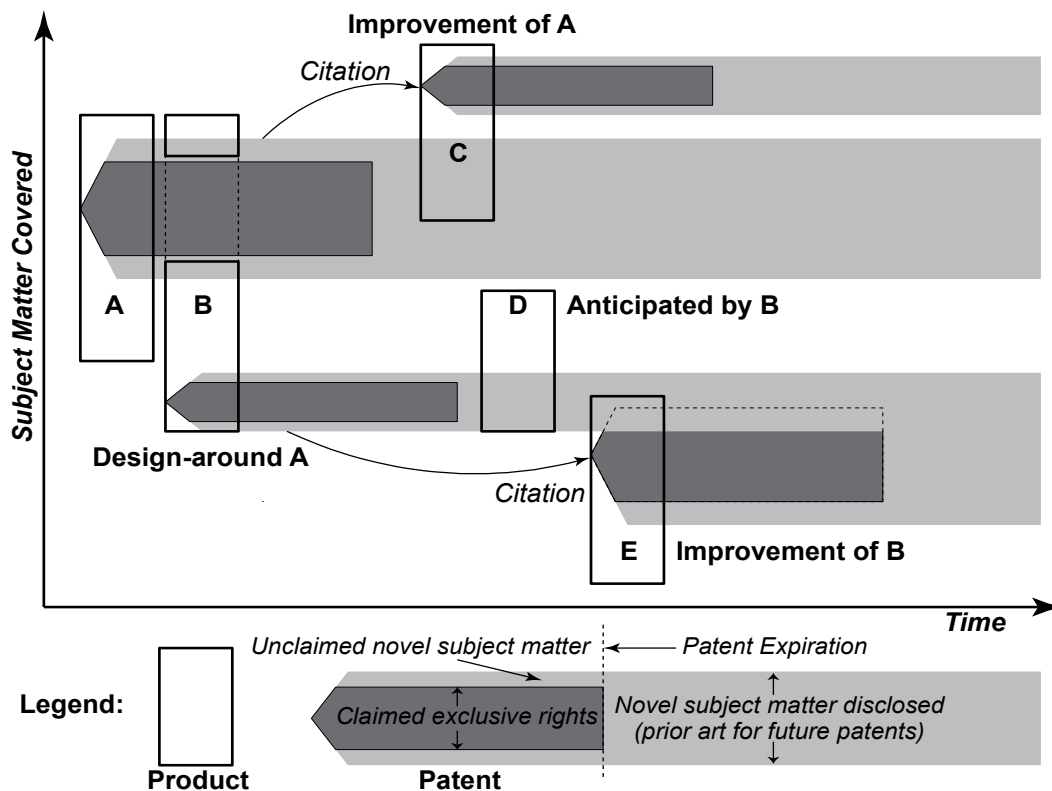 Improvement of A
Citation
C
Subject Matter Covered
A
B
D
Anticipated by B
Design-around A
Citation
E
Improvement of B
Time
Unclaimed novel subject matter
Patent Expiration
Legend:
Claimed exclusive rights
Novel subject matter disclosed
(prior art for future patents)
Product
Patent